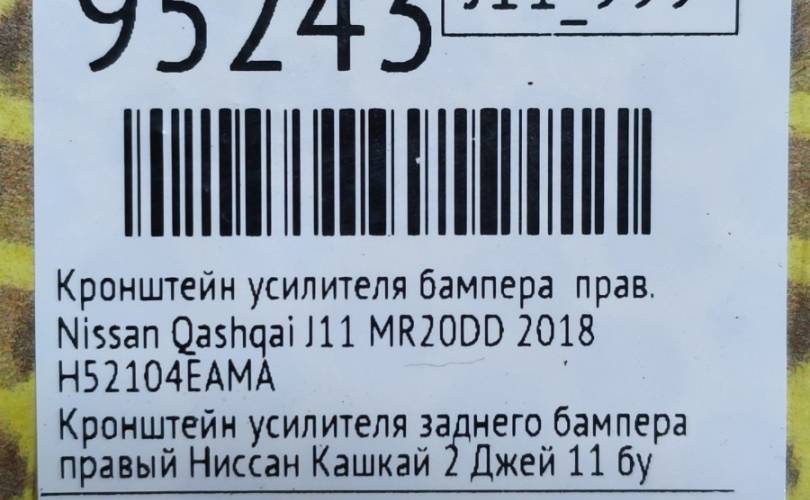 95243
Кронштейн усилителя бампера прав.
Nissan Qashqai J11 MR20DD 2018
H52104EAMA
Кронштейн усилителя заднего бампера
правый Ниссан Кашкай 2 Джей 11 бу